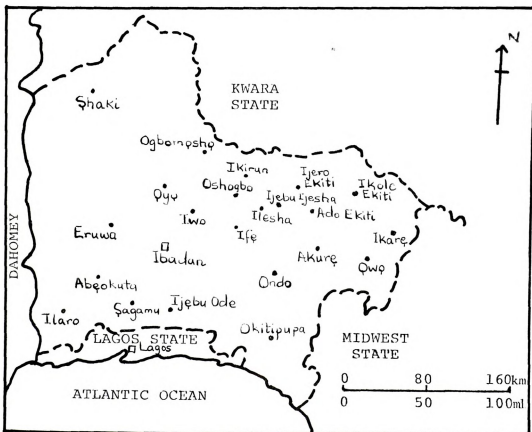 N
Ṣhaki
KWARA
STATE
Ogbomọshọ
Ikirun
Ijero
Ekiti
Ikole
Ekiti
Ọyọ
Oshogbo
Ijebu Ijesha
Iwo
Ilesha
Ado Ekiti
Eruwa
Ifẹ
Ikarẹ
Ibadan
Akurẹ
Ọwọ
DAHOMEY
Abẹokuta
Ondo
Ṣagamu
Ijẹbu Ode
Ilaro
Okitipupa
LAGOS STATE
Lagos
MIDWEST
STATE
ATLANTIC OCEAN
0 80 160km
0 50 100ml